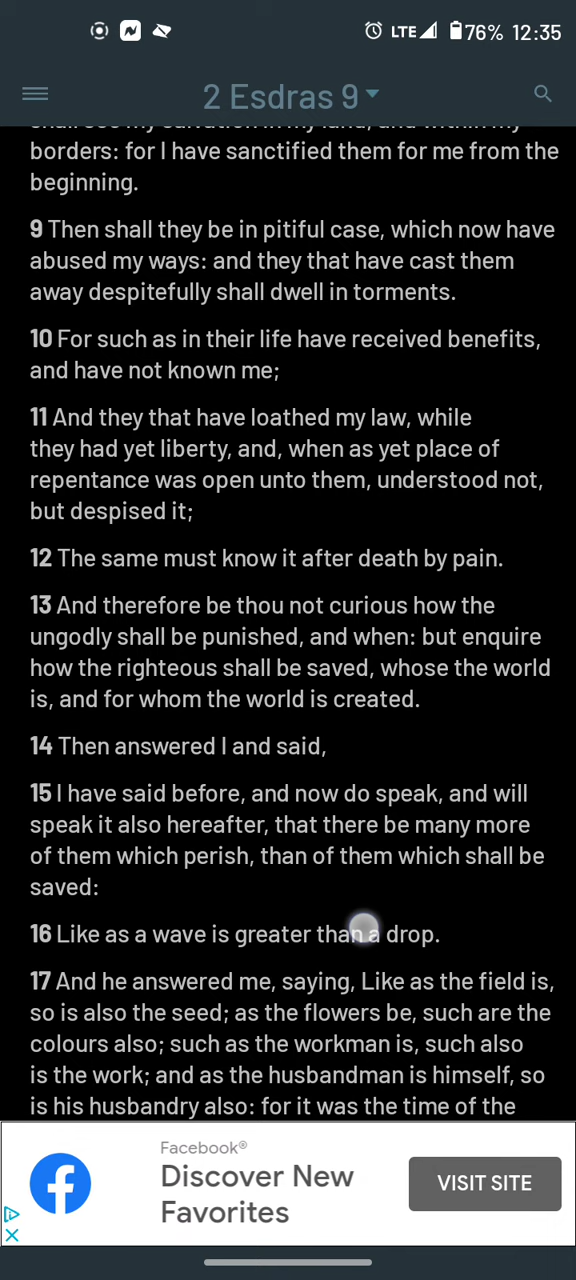 76% 12:35
LTE
2 Esdras 9
borders: for I have sanctified them for me from the
beginning.
9 Then shall they be in pitiful case, which now have
abused my ways: and they that have cast them
away despitefully shall dwell in torments.
10 For such as in their life have received benefits,
and have not known me;
11 And they that have loathed my law, while
they had yet liberty, and, when as yet place of
repentance was open unto them, understood not,
but despised it;
12 The same must know it after death by pain.
13 And therefore be thou not curious how the
ungodly shall be punished, and when: but enquire
how the righteous shall be saved, whose the world
is, and for whom the world is created.
14 Then answered I and said,
15 I have said before, and now do speak, and will
speak it also hereafter, that there be many more
of them which perish, than of them which shall be
saved:
16 Like as a wave is greater than a drop.
17 And he answered me, saying, Like as the field is,
so is also the seed; as the flowers be, such are the
colours also; such as the workman is, such also
is the work; and as the husbandman is himself, so
is his husbandry also: for it was the time of the
Facebook®
Discover New
Favorites
VISIT SITE